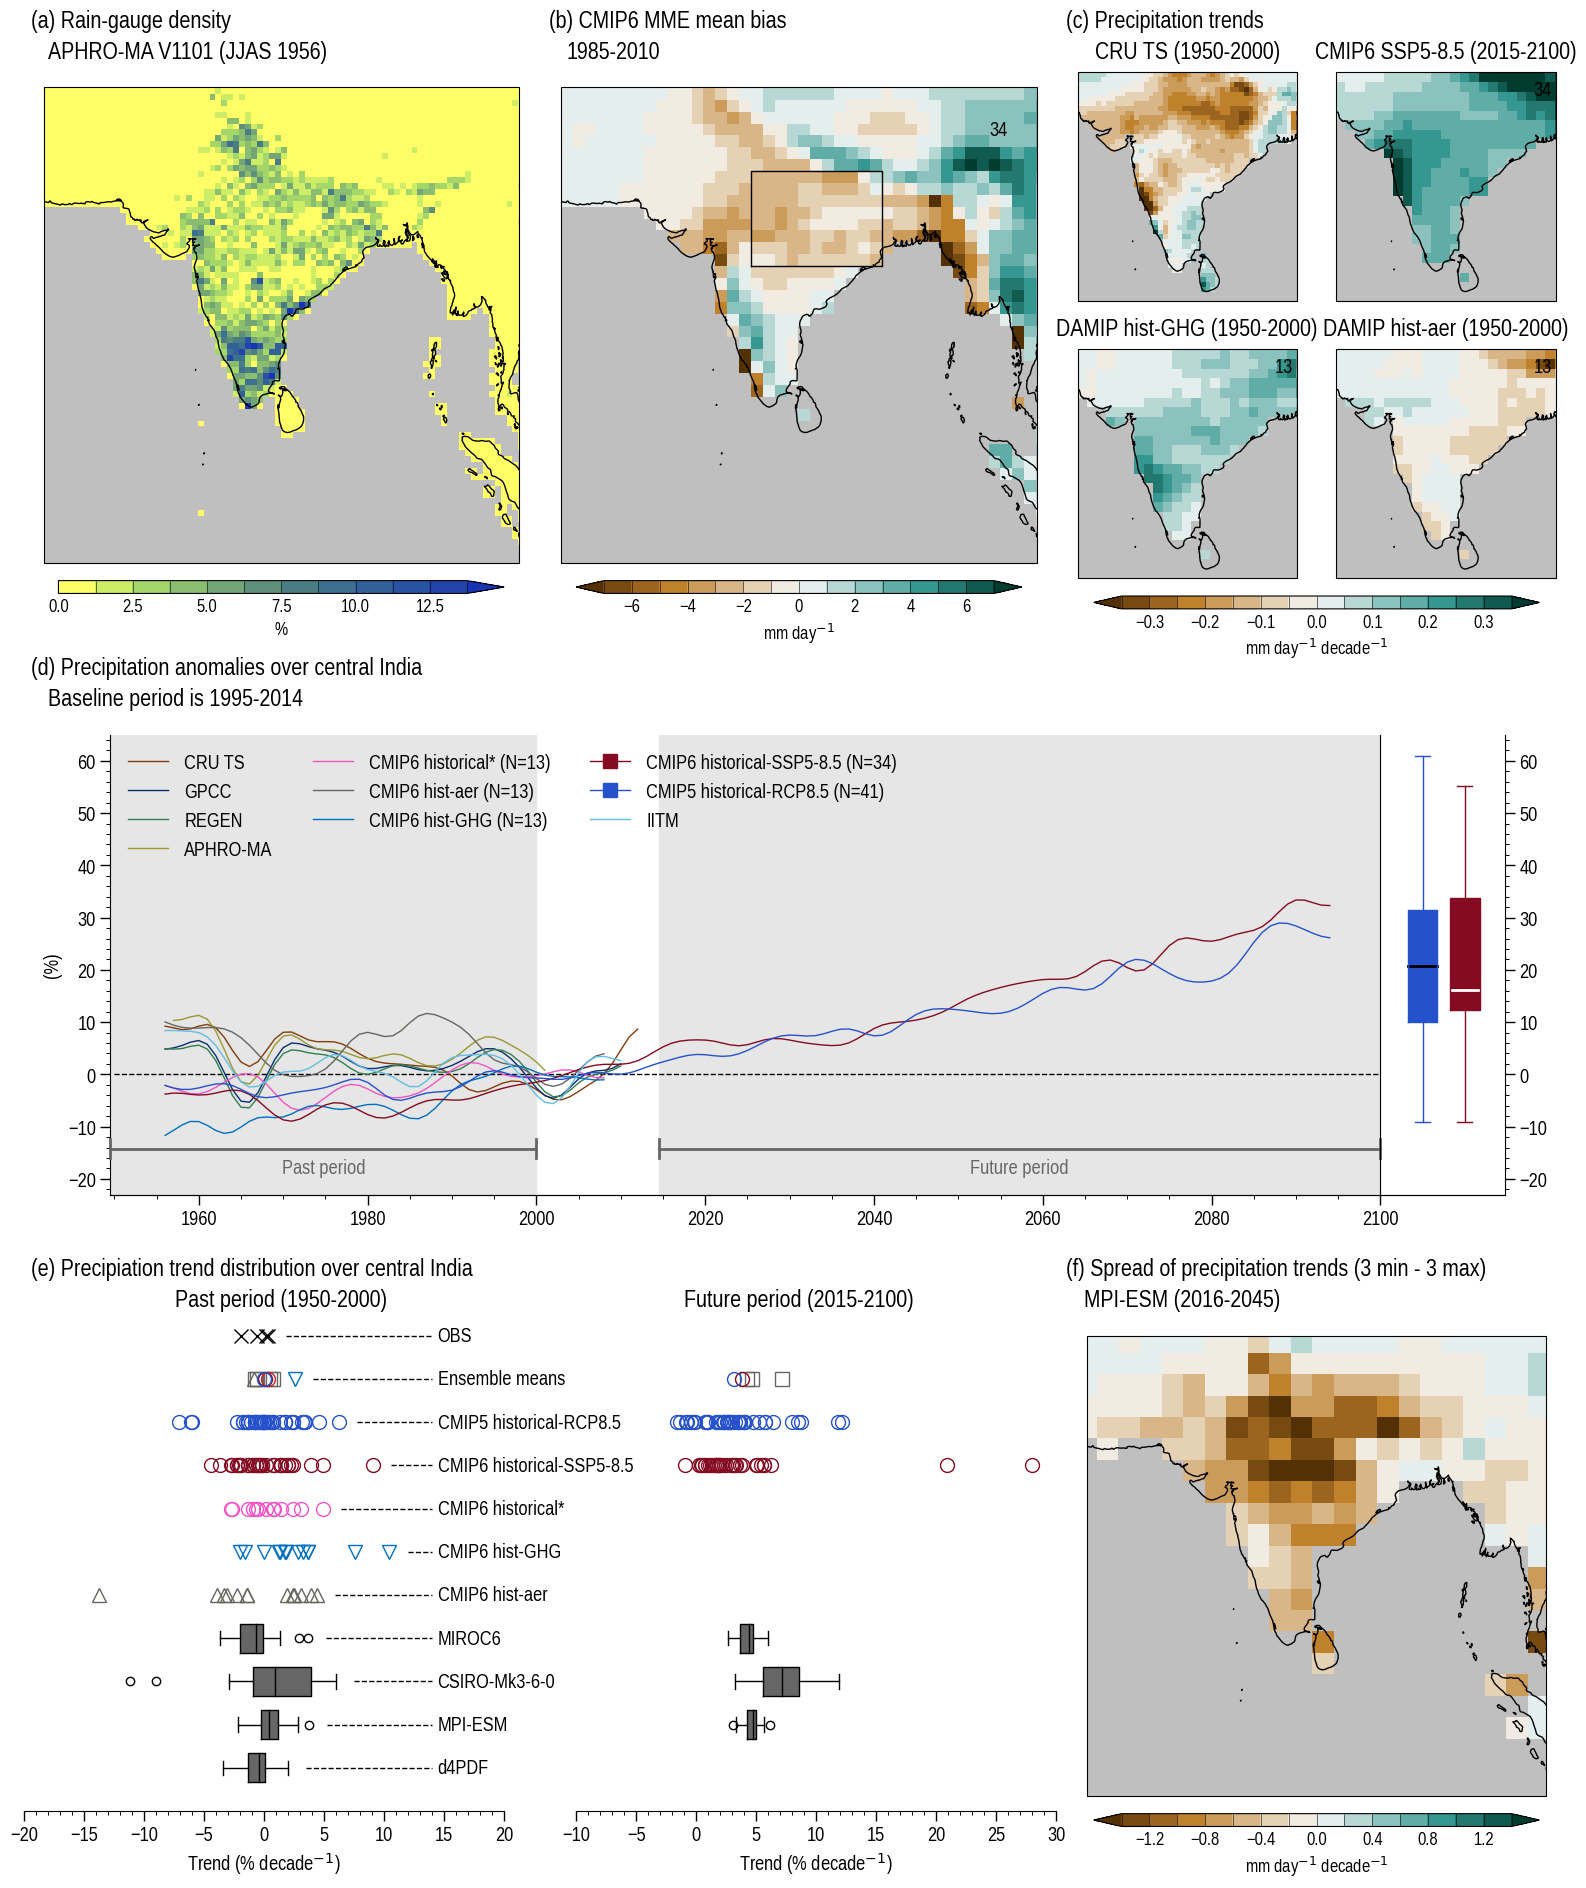 (a) Rain-gauge density
APHRO-MA V1101 (JJAS 1956)
0.0 2.5 5.0 7.5 10.0 12.5
%
(b) CMIP6 MME mean bias
1985-2010
34
−6 −4 −2 0 2 4 6
mm day−1
(c) Precipitation trends
CRU TS (1950-2000) CMIP6 SSP5-8.5 (2015-2100)
34
DAMIP hist-GHG (1950-2000) DAMIP hist-aer (1950-2000)
13 13
−0.3 −0.2 −0.1 0.0 0.1 0.2 0.3
mm day−1 decade−1
(d) Precipitation anomalies over central India
Baseline period is 1995-2014
CRU TS CMIP6 historical* (N=13) CMIP6 historical-SSP5-8.5 (N=34)
GPCC CMIP6 hist-aer (N=13) CMIP5 historical-RCP8.5 (N=41)
REGEN CMIP6 hist-GHG (N=13) IITM
APHRO-MA
60 60
50 50
40 40
30 30
20 20
10 10
0 0
−10 −10
−20 −20
(%)
Past period Future period
1960 1980 2000 2020 2040 2060 2080 2100
(e) Precipiation trend distribution over central India
Past period (1950-2000) Future period (2015-2100)
OBS
Ensemble means
CMIP5 historical-RCP8.5
CMIP6 historical-SSP5-8.5
CMIP6 historical*
CMIP6 hist-GHG
CMIP6 hist-aer
MIROC6
CSIRO-Mk3-6-0
MPI-ESM
d4PDF
−20 −15 −10 −5 0 5 10 15 20
Trend (% decade−1)
−10 −5 0 5 10 15 20 25 30
Trend (% decade−1)
(f) Spread of precipitation trends (3 min - 3 max)
MPI-ESM (2016-2045)
−1.2 −0.8 −0.4 0.0 0.4 0.8 1.2
mm day−1 decade−1